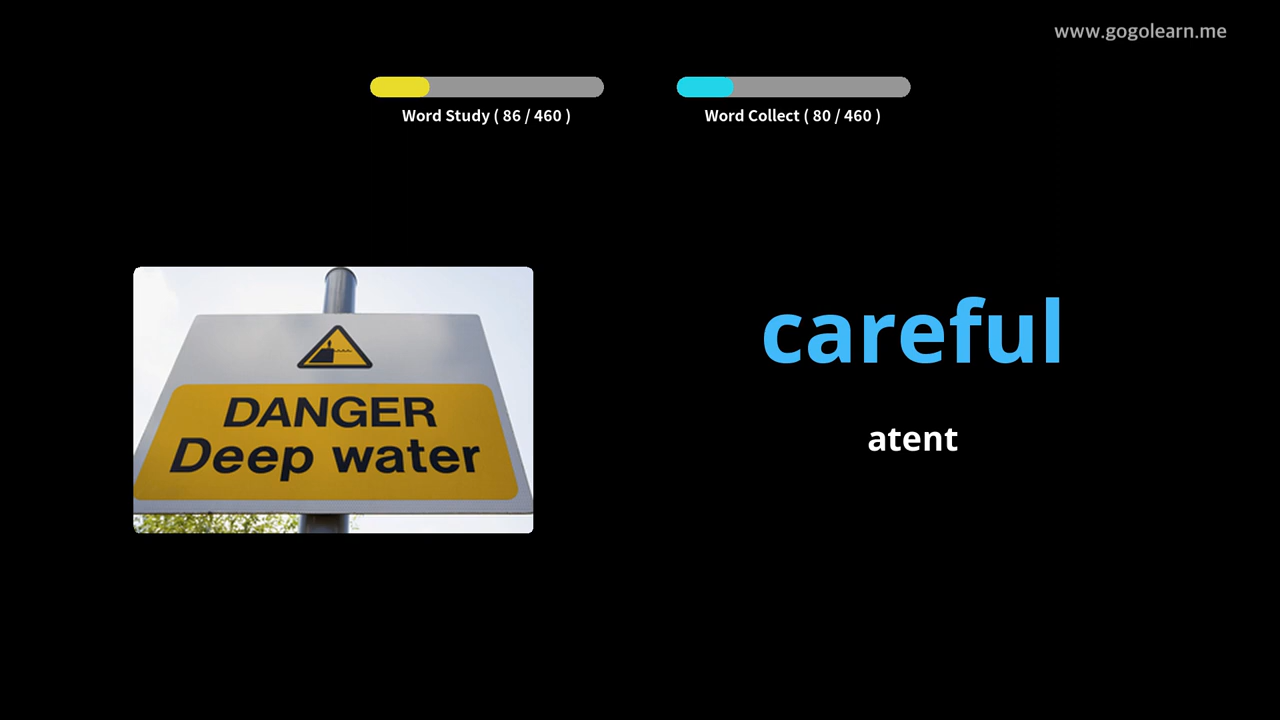 www.gogolearn.me
Word Study ( 86 / 460 )
Word Collect ( 80 / 460 )
DANGER
Deep water
careful
atent